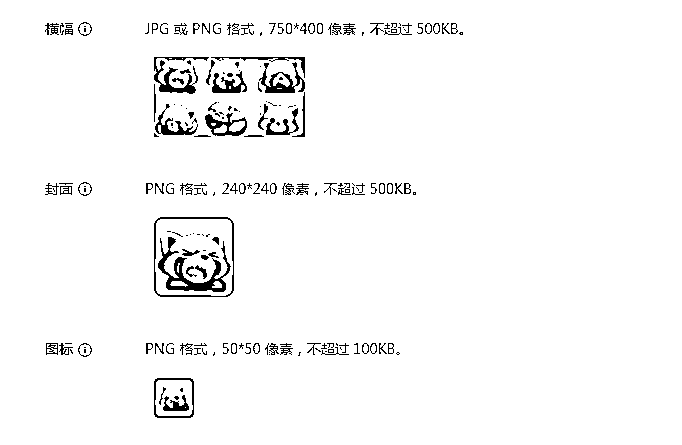 横幅 JPG 或 PNG 格式，750*400 像素，不超过 500KB。
封面 PNG 格式，240*240 像素，不超过 500KB。
图标 PNG 格式，50*50 像素，不超过 100KB。